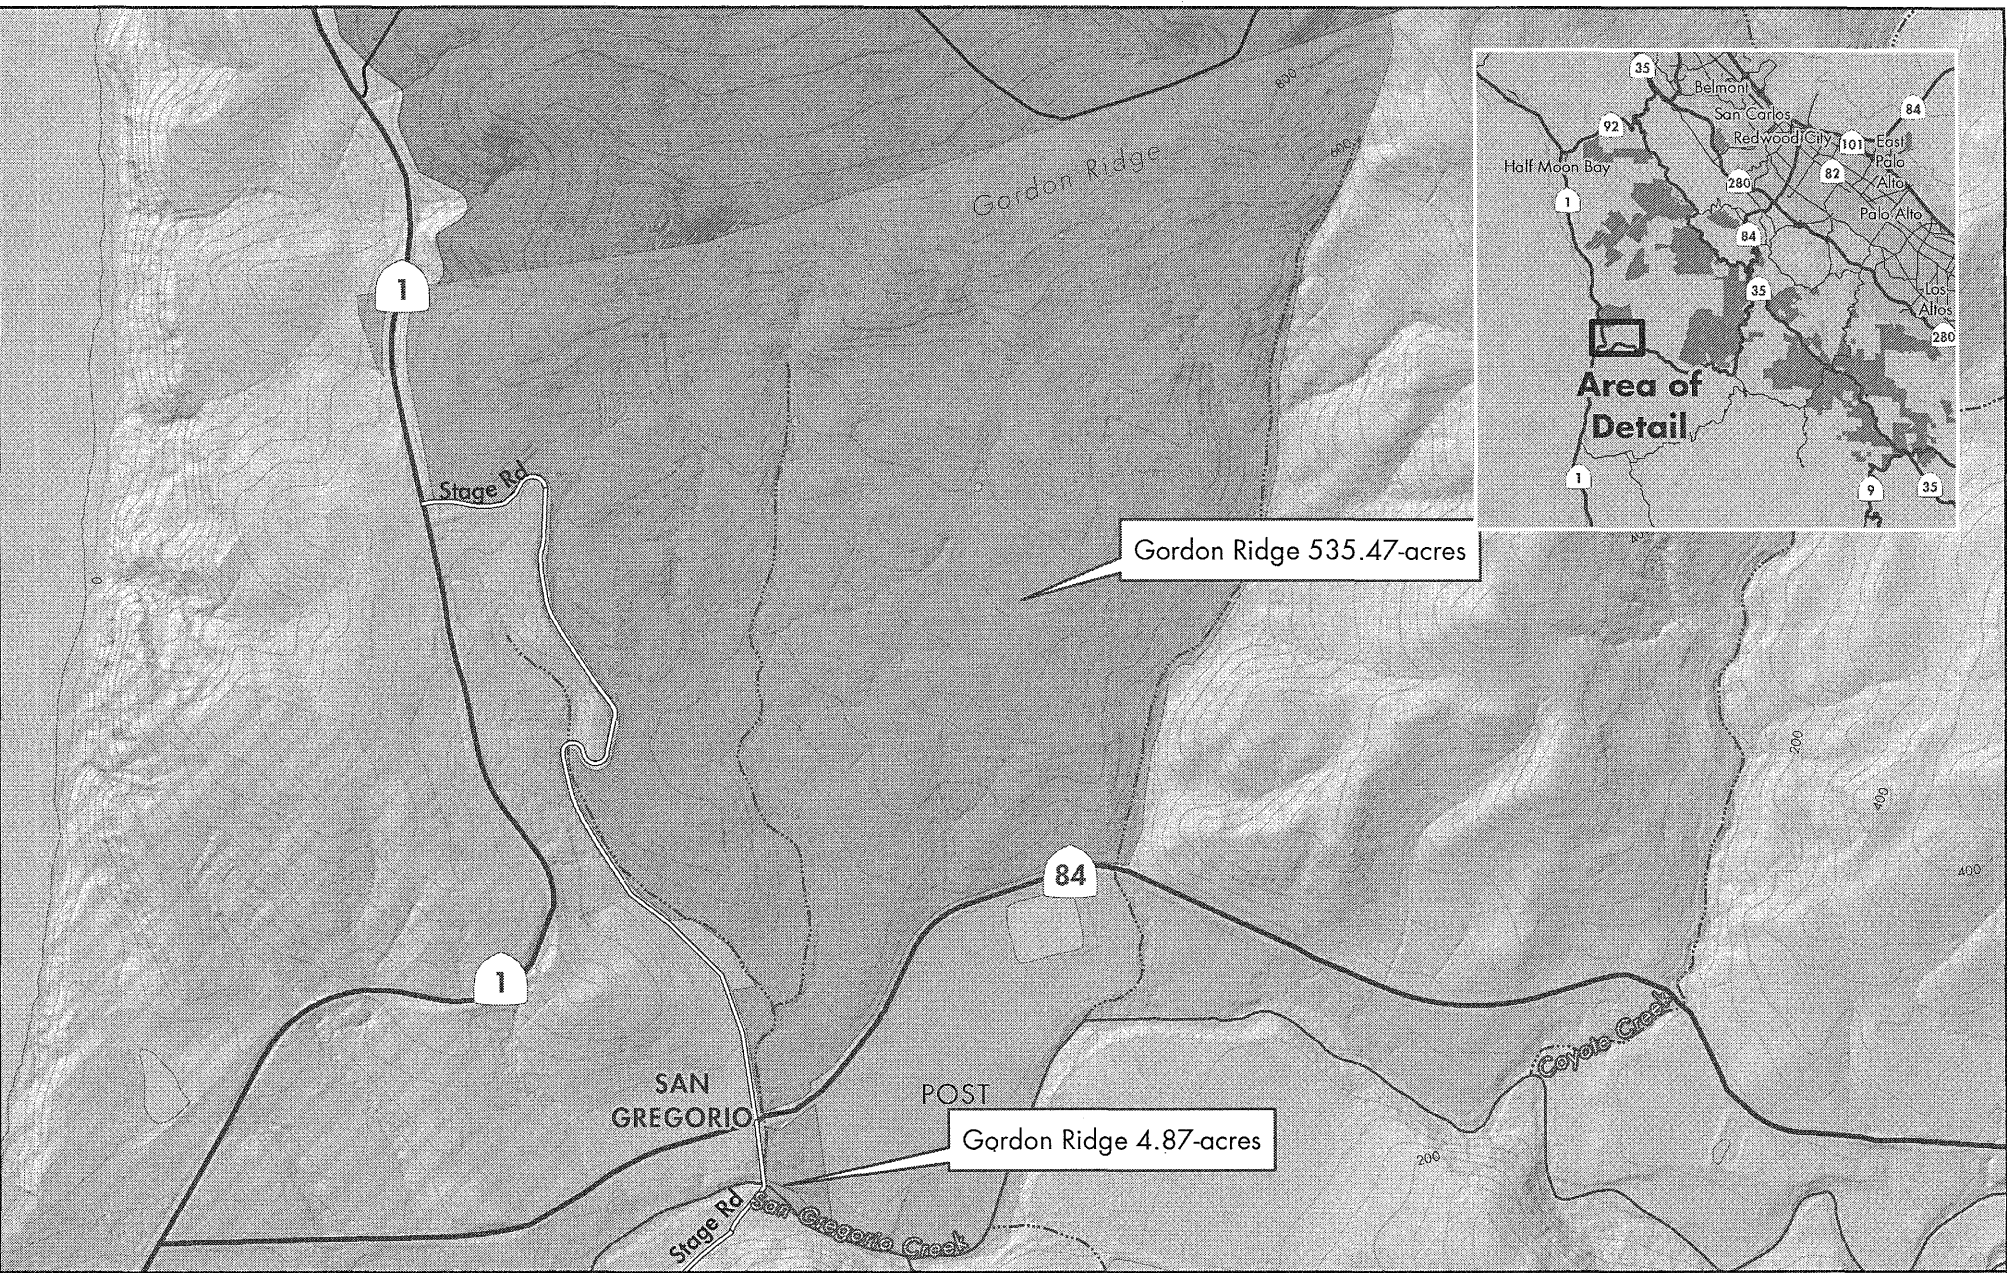 800
600
Gordon Ridge
1
Stage Rd
Gordon Ridge 535.47-acres
0
200
400
400
84
1
Coyote Creek
SAN
GREGORIO
POST
Gordon Ridge 4.87-acres
200
Stage Rd
San Gregorio Creek
35
Belmont
84
San Carlos
92
Redwood City
101
East
Palo
Alto
Half Moon Bay
82
280
1
Palo Alto
84
35
Los
Altos
280
Area of
Detail
1
9
35